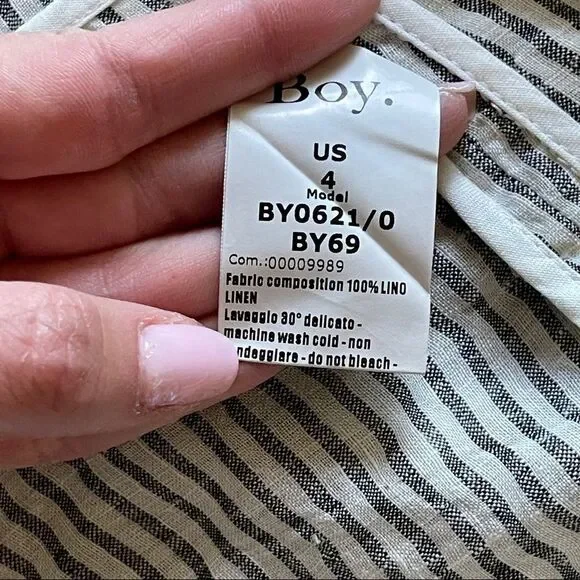 Boy.
US
4
Model
BY0621/0
BY69
Com.:00009989
Fabric composition 100% LINO
LINEN
Lavaggio 30° delicato -
machine wash cold - non
candeggiare - do not bleach -